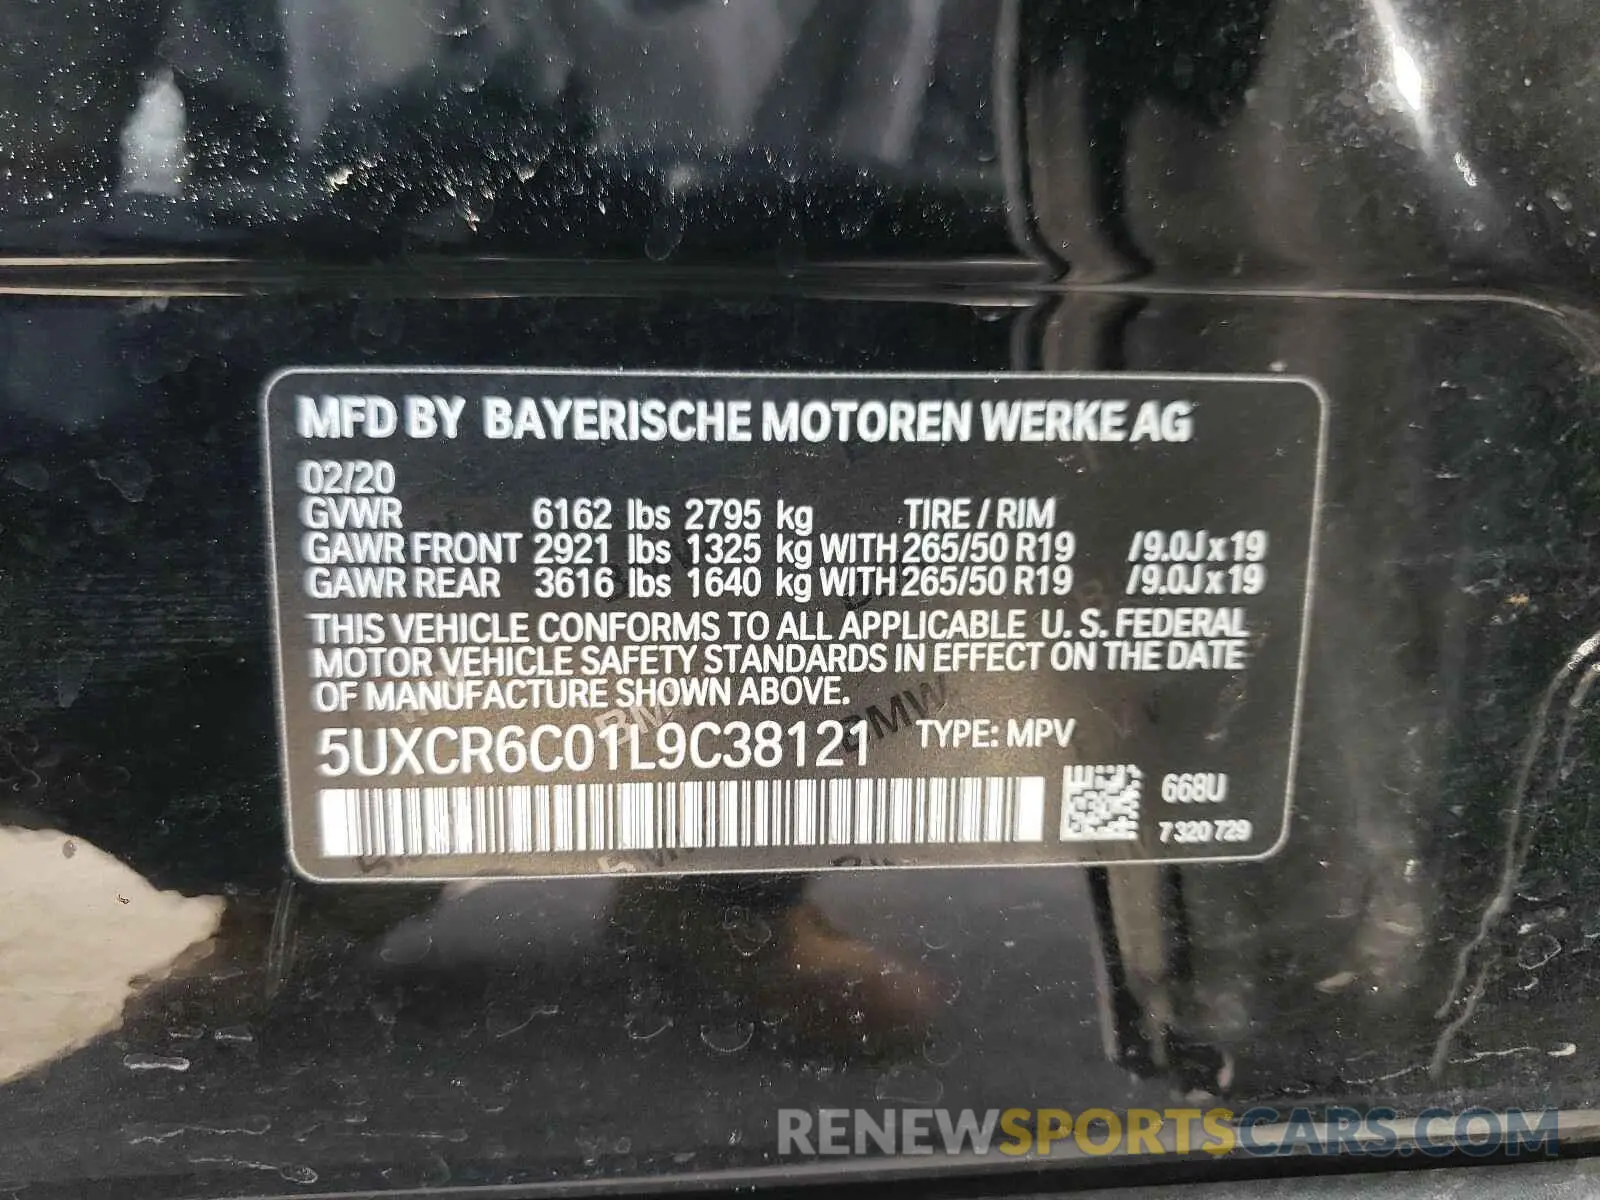 MFD BY BAYERISCHE MOTOREN WERKE AG
02/20
GVWR 6162 lbs 2795 kg TIRE / RIM
GAWR FRONT 2921 lbs 1325 kg WITH 265/50 R19 /9.0J x 19
GAWR REAR 3616 lbs 1640 kg WITH 265/50 R19 /9.0J x 19
THIS VEHICLE CONFORMS TO ALL APPLICABLE U. S. FEDERAL
MOTOR VEHICLE SAFETY STANDARDS IN EFFECT ON THE DATE
OF MANUFACTURE SHOWN ABOVE.
5UXCR6C01L9C38121 TYPE: MPV
668U
7 320 729
RENEWSPORTSCARS.COM